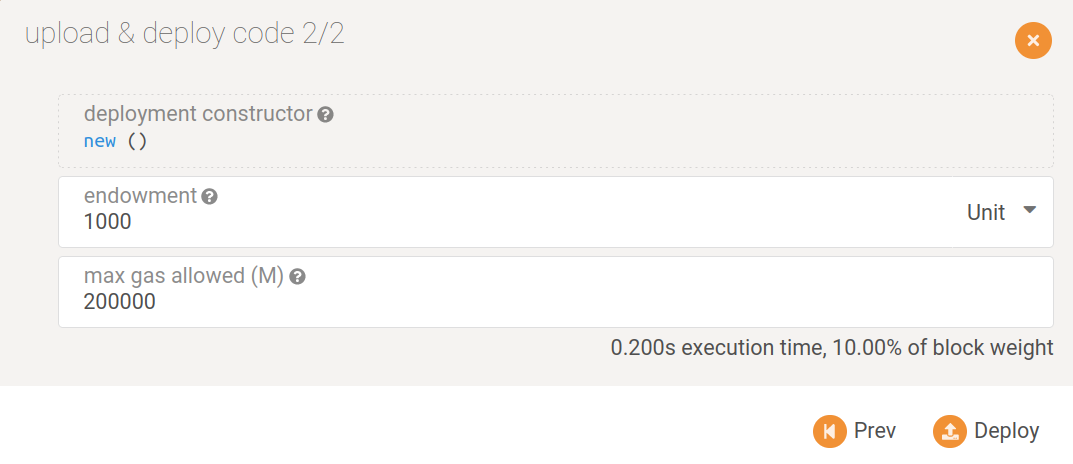 upload & deploy code 2/2
deployment constructor
new ()
endowment
1000
Unit
max gas allowed (M)
200000
0.200s execution time, 10.00% of block weight
Prev
Deploy